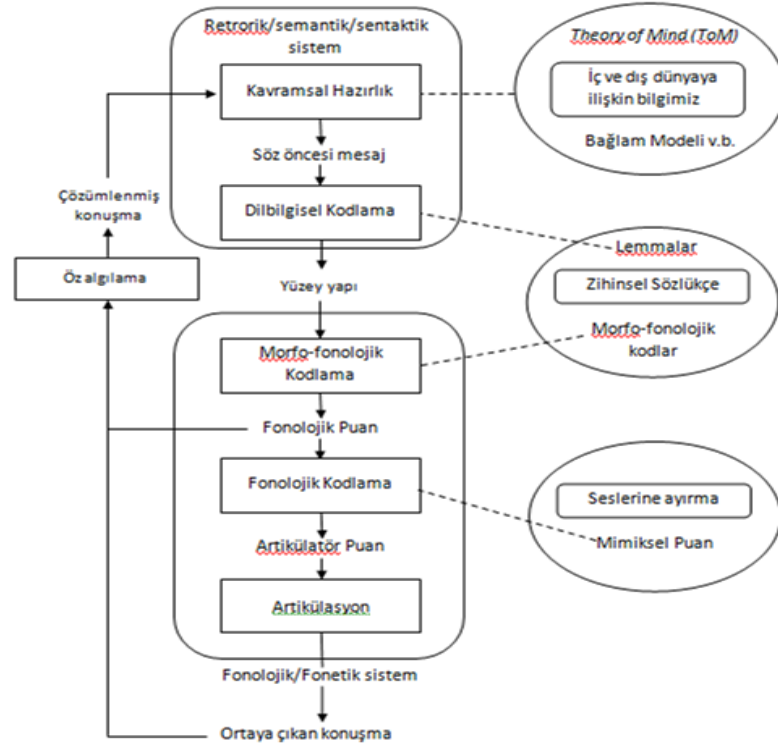 Retrorik/semantik/sentaktik
sistem
Kavramsal Hazırlık
Söz öncesi mesaj
Dilbilgisel Kodlama
Theory of Mind (ToM)
İç ve dış dünyaya
ilişkin bilgimiz
Bağlam Modeli v.b.
Çözümlenmiş
konuşma
Öz algılama
Yüzey yapı
Lemmalar
Zihinsel Sözlükçe
Morfo-fonolojik
kodlar
Morfo-fonolojik
Kodlama
Fonolojik Puan
Fonolojik Kodlama
Artikülatör Puan
Artikülasyon
Seslerine ayırma
Mimiksel Puan
Fonolojik/Fonetik sistem
Ortaya çıkan konuşma